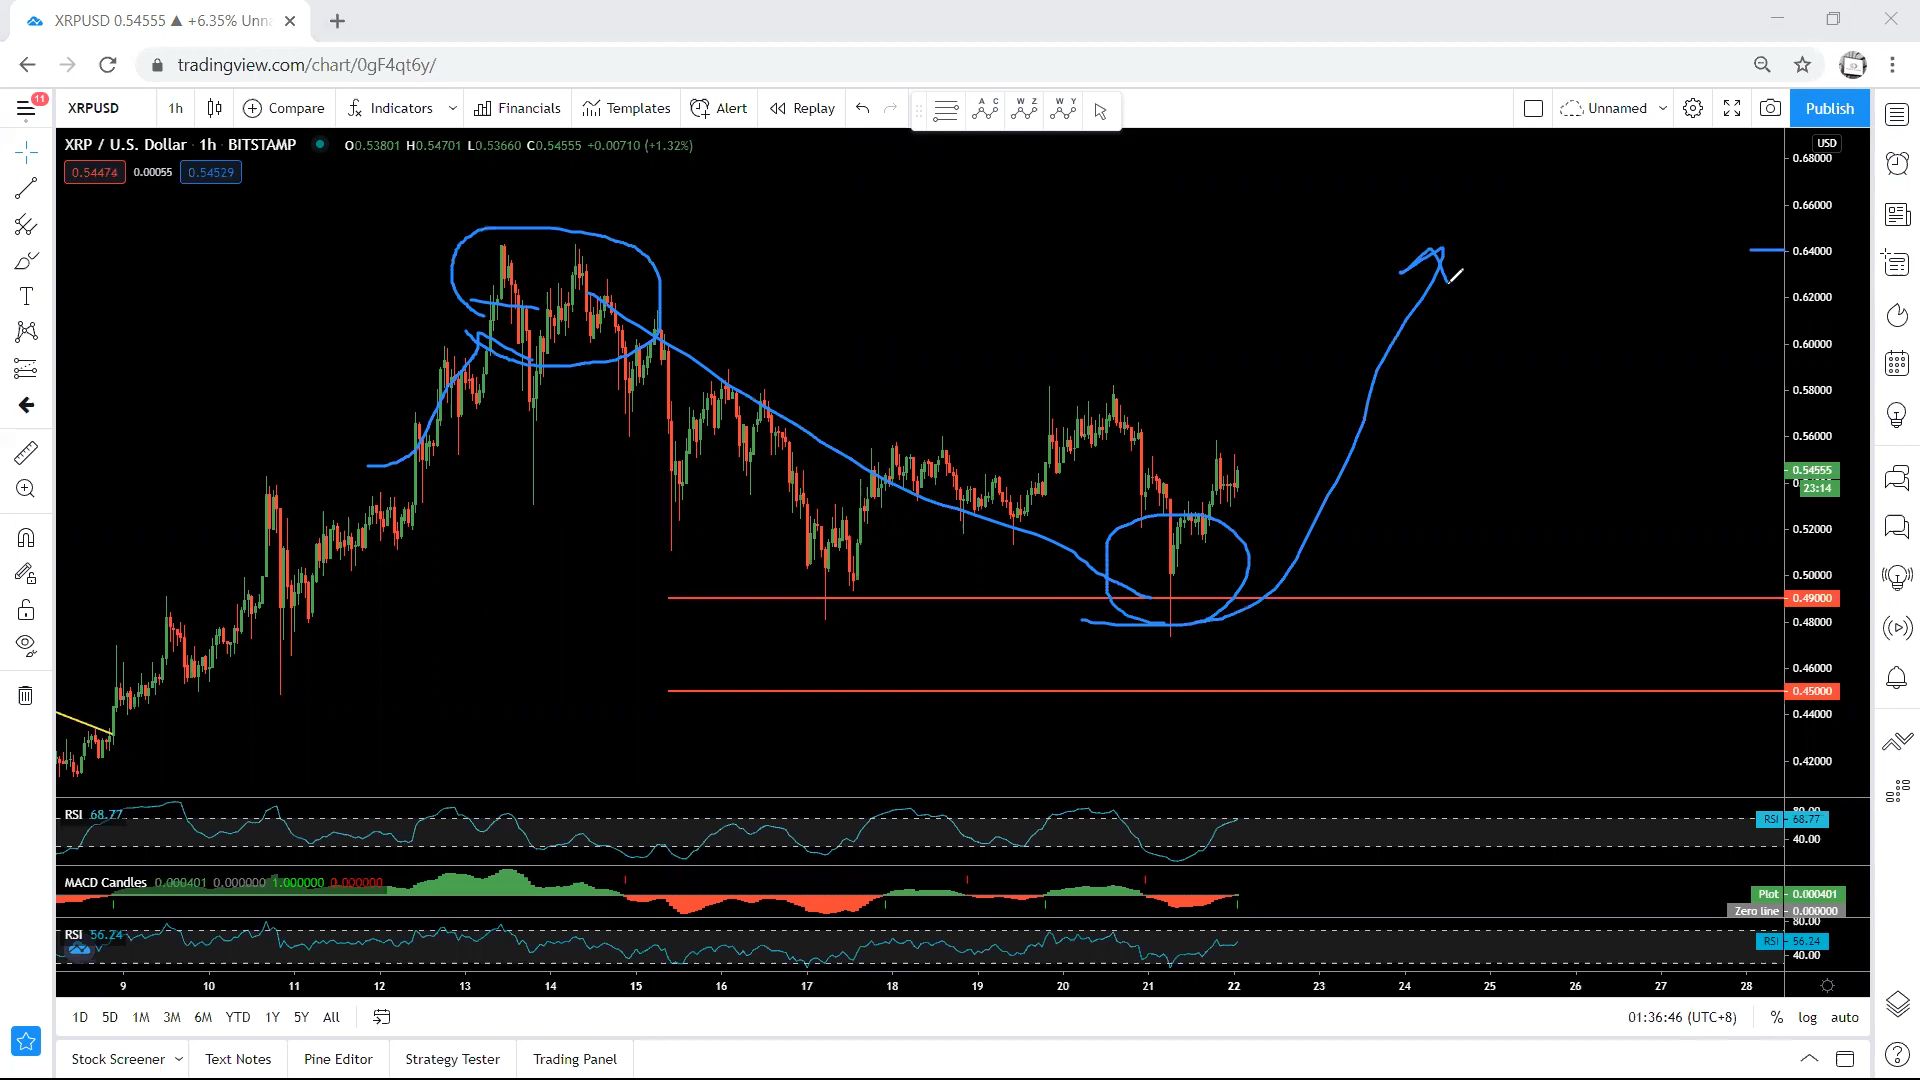 XRPUSD 0.54555 ▲ +6.35% Unna
tradingview.com/chart/0gF4qt6y/
11
XRPUSD 1h Compare Indicators Financials Templates Alert Replay A C W Z W Y Unnamed Publish
XRP / U.S. Dollar · 1h · BITSTAMP O0.53801 H0.54701 L0.53660 C0.54555 +0.00710 (+1.32%)
0.54474 0.00055 0.54529
USD
0.68000
0.66000
0.64000
0.62000
0.60000
0.58000
0.56000
0.54555
23:14
0.52000
0.50000
0.49000
0.48000
0.46000
0.45000
0.44000
0.42000
RSI 68.77
80.00
RSI 68.77
40.00
MACD Candles 0.000401 0.000000 1.000000 0.000000
Plot 0.000401
Zero line 0.000000
80.00
RSI 56.24
RSI 56.24
40.00
9 10 11 12 13 14 15 16 17 18 19 20 21 22 23 24 25 26 27 28
1D 5D 1M 3M 6M YTD 1Y 5Y All 01:36:46 (UTC+8) % log auto
Stock Screener Text Notes Pine Editor Strategy Tester Trading Panel